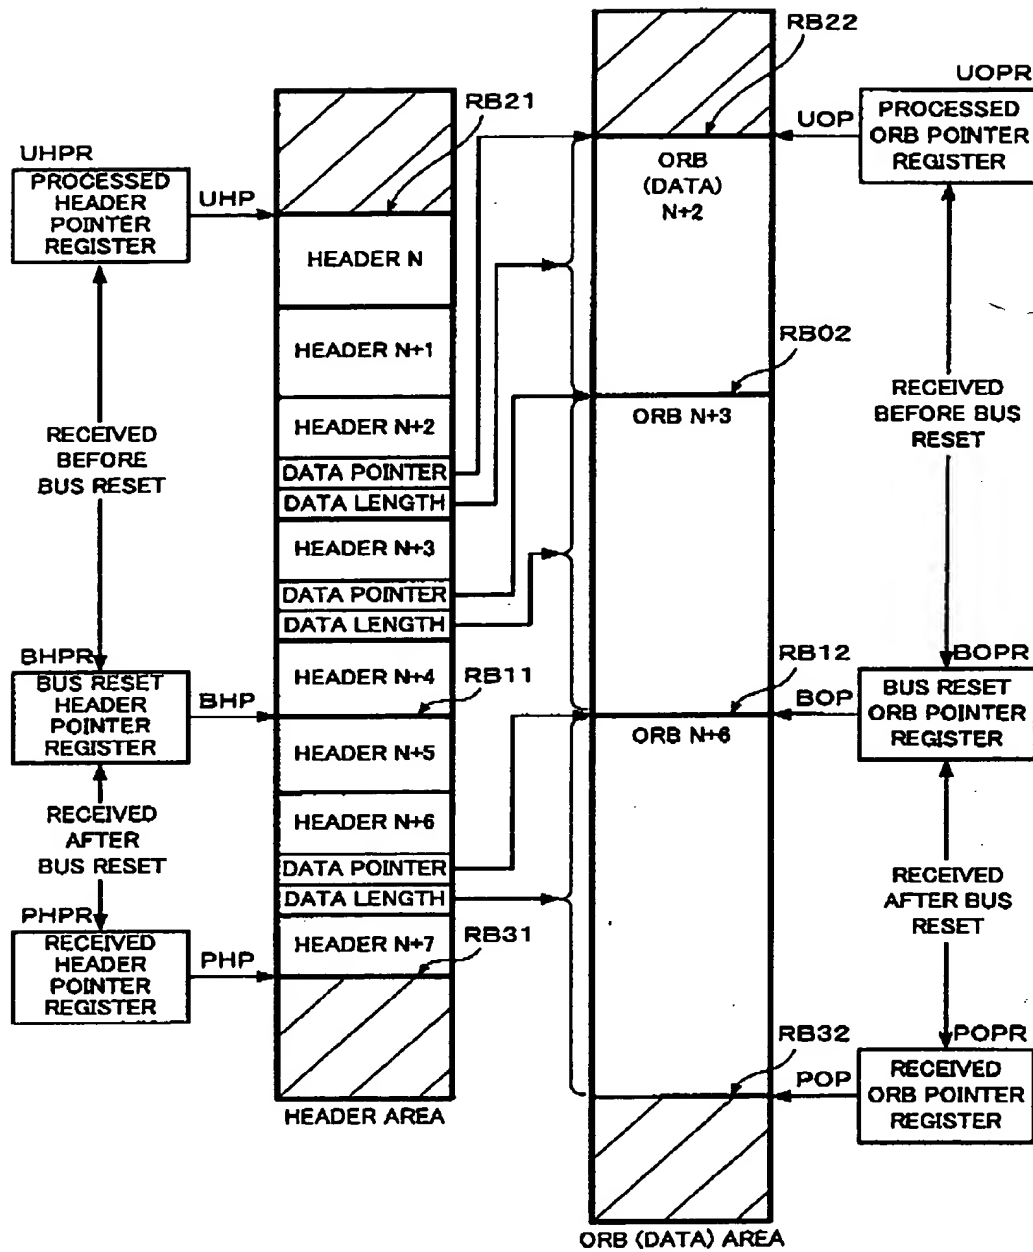 RB22
UOPR
RB21
UOP
PROCESSED
ORB POINTER
REGISTER
UHPR
PROCESSED
HEADER
POINTER
REGISTER
UHP
ORB
(DATA)
N+2
HEADER N
RB02
HEADER N+1
ORB N+3
RECEIVED
BEFORE BUS
RESET
HEADER N+2
RECEIVED
BEFORE
BUS RESET
DATA POINTER
DATA LENGTH
HEADER N+3
DATA POINTER
DATA LENGTH
BHPR
BUS RESET
HEADER
POINTER
REGISTER
BHP
HEADER N+4
RB11
RB12
BOPR
BOP
BUS RESET
ORB POINTER
REGISTER
HEADER N+5
ORB N+6
RECEIVED
AFTER
BUS RESET
HEADER N+6
DATA POINTER
DATA LENGTH
RECEIVED
AFTER BUS
RESET
PHPR
RECEIVED
HEADER
POINTER
REGISTER
PHP
HEADER N+7
RB31
RB32
POPR
POP
RECEIVED
ORB POINTER
REGISTER
HEADER AREA
ORB (DATA) AREA